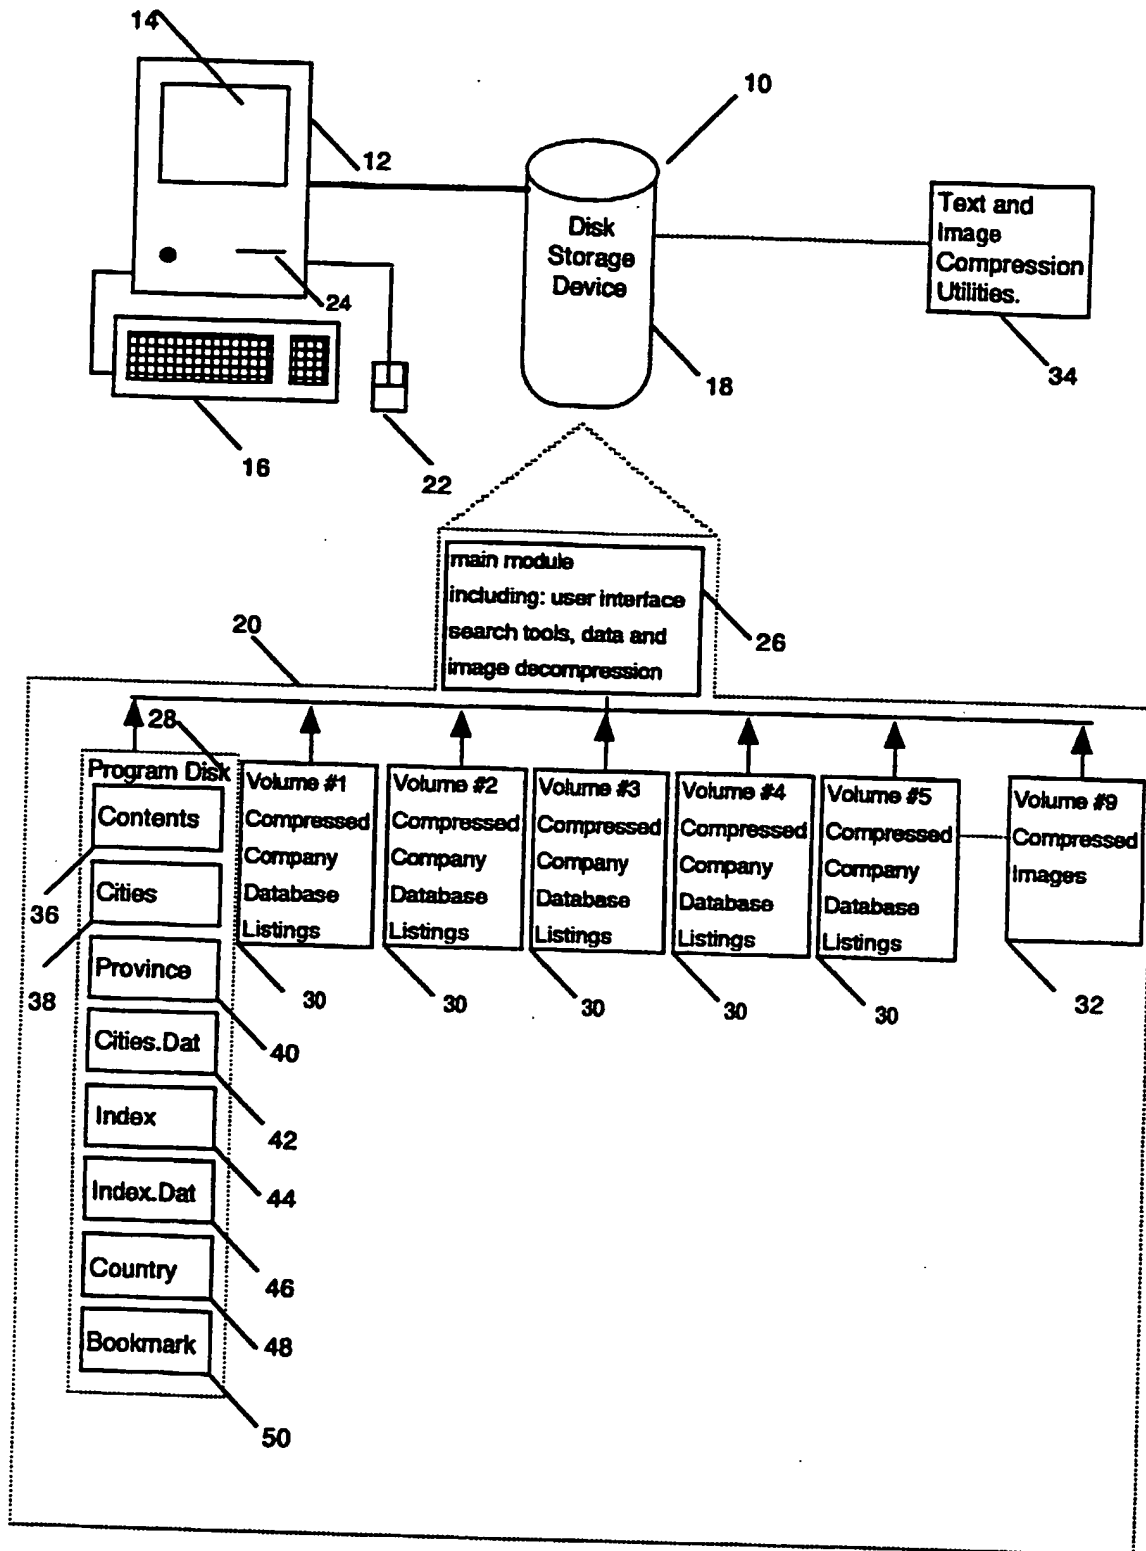 14
10
12
Disk
Storage
Device
Text and
Image
Compression
Utilities.
24
18
34
16
22
main module
including: user interface
search tools, data and
image decompression
26
20
28
Program Disk
Contents
Cities
Province
Cities.Dat
Index
Index.Dat
Country
Bookmark
36
38
40
42
44
46
48
50
Volume #1
Compressed
Company
Database
Listings
30
Volume #2
Compressed
Company
Database
Listings
30
Volume #3
Compressed
Company
Database
Listings
30
Volume #4
Compressed
Company
Database
Listings
30
Volume #5
Compressed
Company
Database
Listings
30
Volume #9
Compressed
Images
32